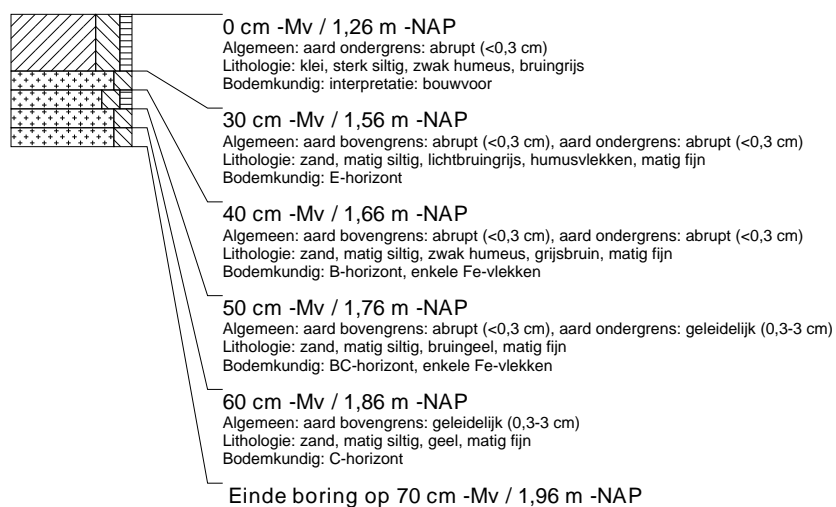 0 cm -Mv / 1,26 m -NAP
Algemeen: aard ondergrens: abrupt (<0,3 cm)
Lithologie: klei, sterk siltig, zwak humeus, bruingrijs
Bodemkundig: interpretatie: bouwvoor
30 cm -Mv / 1,56 m -NAP
Algemeen: aard bovengrens: abrupt (<0,3 cm), aard ondergrens: abrupt (<0,3 cm)
Lithologie: zand, matig siltig, lichtbruingrijs, humusvlekken, matig fijn
Bodemkundig: E-horizont
40 cm -Mv / 1,66 m -NAP
Algemeen: aard bovengrens: abrupt (<0,3 cm), aard ondergrens: abrupt (<0,3 cm)
Lithologie: zand, matig siltig, zwak humeus, grijsbruin, matig fijn
Bodemkundig: B-horizont, enkele Fe-vlekken
50 cm -Mv / 1,76 m -NAP
Algemeen: aard bovengrens: abrupt (<0,3 cm), aard ondergrens: geleidelijk (0,3-3 cm)
Lithologie: zand, matig siltig, bruingeel, matig fijn
Bodemkundig: BC-horizont, enkele Fe-vlekken
60 cm -Mv / 1,86 m -NAP
Algemeen: aard bovengrens: geleidelijk (0,3-3 cm)
Lithologie: zand, matig siltig, geel, matig fijn
Bodemkundig: C-horizont
Einde boring op 70 cm -Mv / 1,96 m -NAP